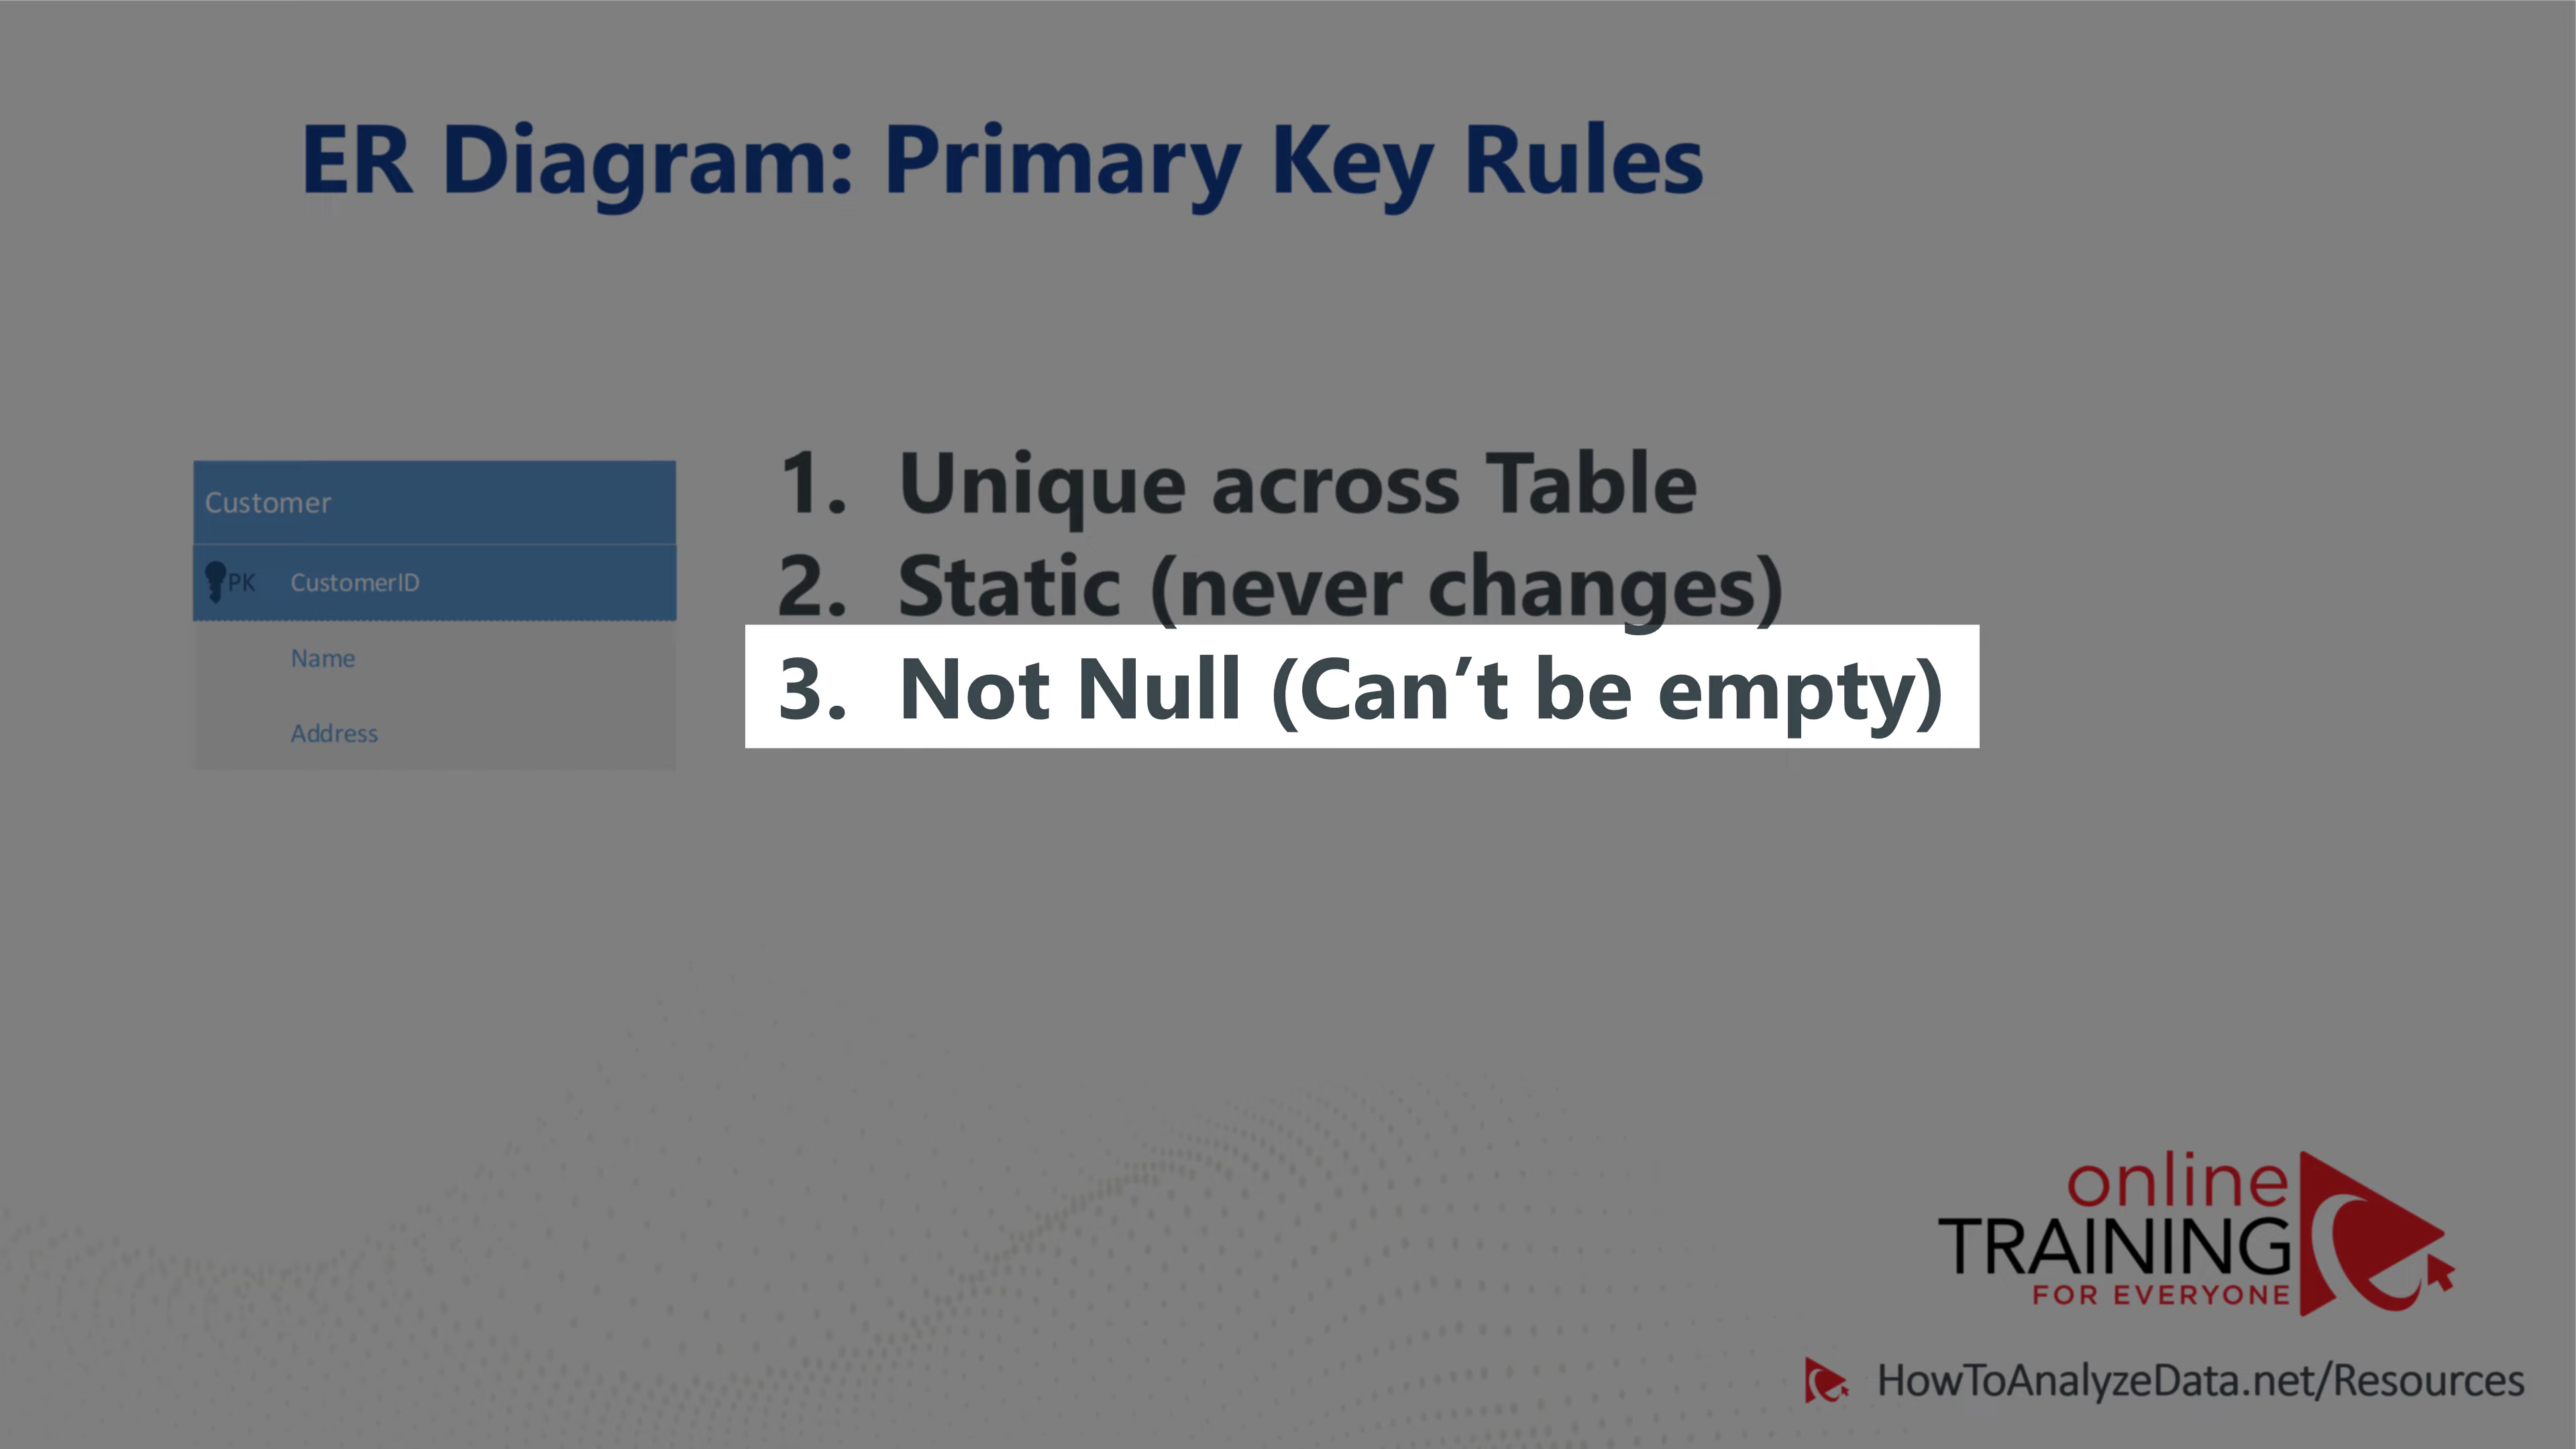 ER Diagram: Primary Key Rules
Customer
PK CustomerID
Name
Address
1. Unique across Table
2. Static (never changes)
3. Not Null (Can’t be empty)
online
TRAINING
FOR EVERYONE
HowToAnalyzeData.net/Resources